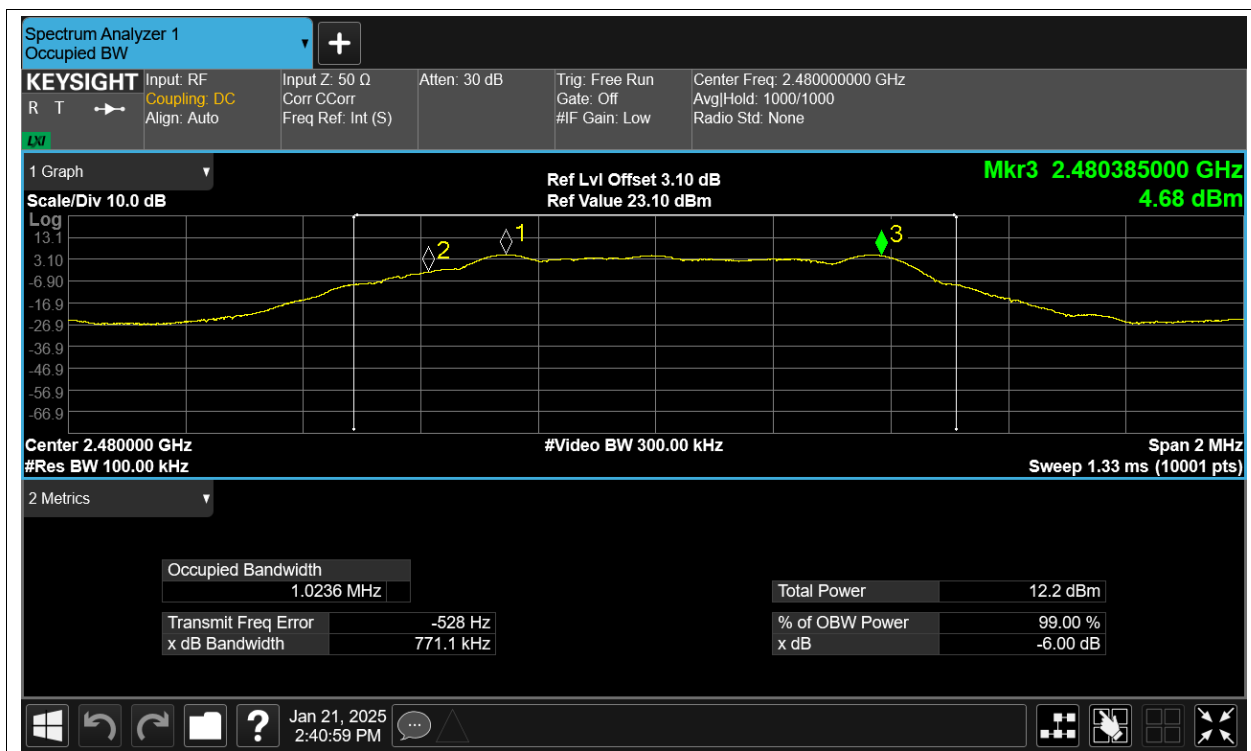 Spectrum Analyzer 1
Occupied BW
KEYSIGHT
R T
LXI
Input: RF
Coupling: DC
Align: Auto
Input Z: 50 Ω
Corr CCorr
Freq Ref: Int (S)
Atten: 30 dB
Trig: Free Run
Gate: Off
#IF Gain: Low
Center Freq: 2.480000000 GHz
Avg|Hold: 1000/1000
Radio Std: None
1 Graph
Scale/Div 10.0 dB
Ref Lvl Offset 3.10 dB
Ref Value 23.10 dBm
Mkr3 2.480385000 GHz
4.68 dBm
Log
13.1
3.10
-6.90
-16.9
-26.9
-36.9
-46.9
-56.9
-66.9
2
1
3
Center 2.480000 GHz
#Video BW 300.00 kHz
Span 2 MHz
#Res BW 100.00 kHz
Sweep 1.33 ms (10001 pts)
2 Metrics
Occupied Bandwidth
1.0236 MHz
Total Power 12.2 dBm
Transmit Freq Error -528 Hz
% of OBW Power 99.00 %
x dB Bandwidth 771.1 kHz
x dB -6.00 dB
?
Jan 21, 2025
2:40:59 PM